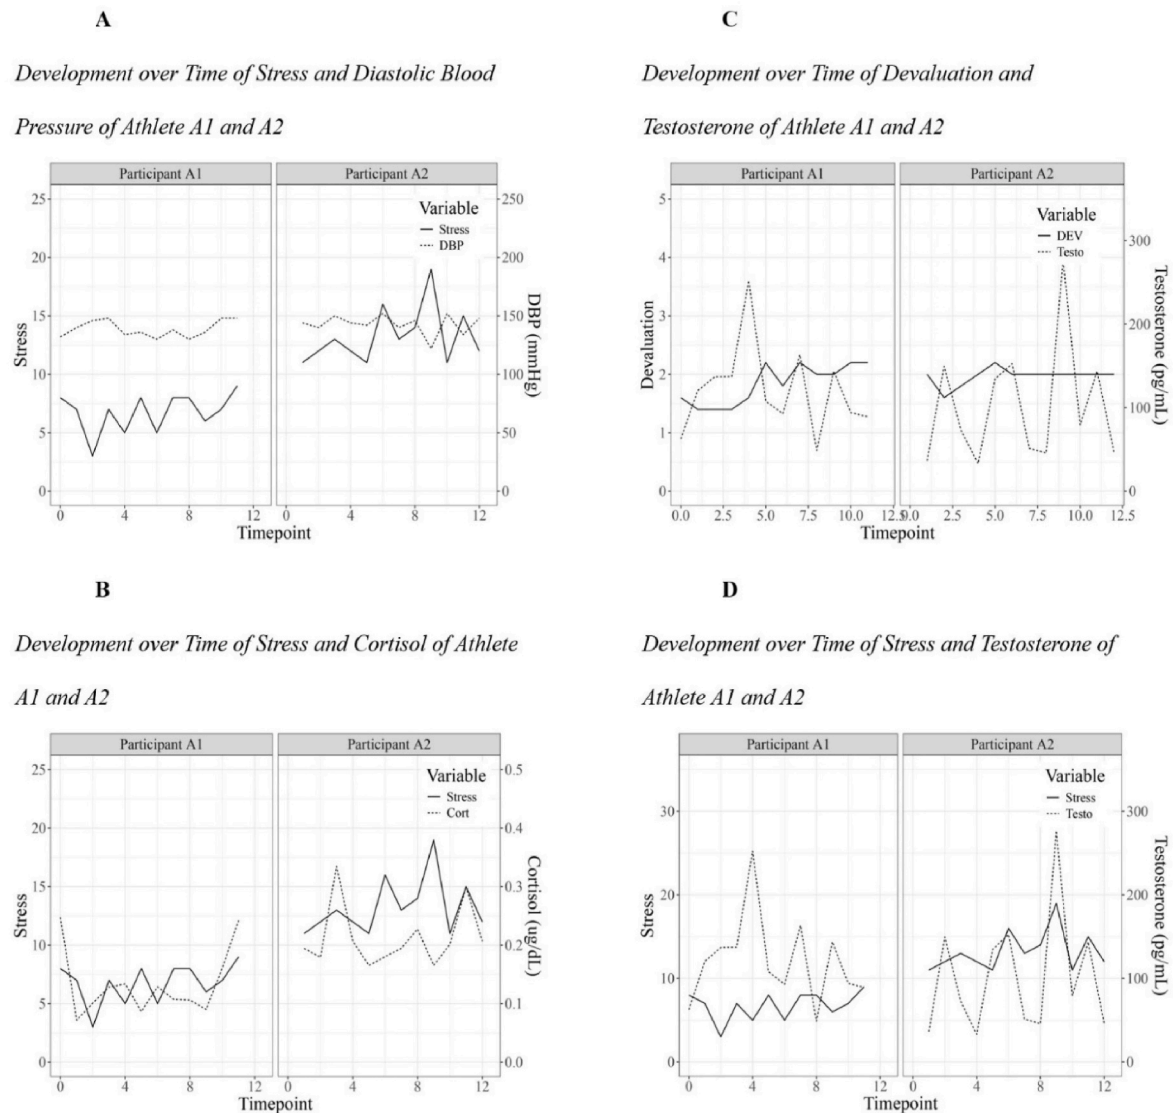 A
Development over Time of Stress and Diastolic Blood
Pressure of Athlete A1 and A2
Participant A1
Participant A2
25
20
15
10
5
0
Stress
250
200
150
100
50
0
DBP (mmHg)
Variable
Stress
DBP
0
4
8
12
0
4
8
12
Timepoint
C
Development over Time of Devaluation and
Testosterone of Athlete A1 and A2
Participant A1
Participant A2
5
4
3
2
1
0
Devaluation
300
200
100
0
Testosterone (pg/mL)
Variable
DEV
Testo
0.0
2.5
5.0
7.5
10.0
12.5
0.0
2.5
5.0
7.5
10.0
12.5
Timepoint
B
Development over Time of Stress and Cortisol of Athlete
A1 and A2
Participant A1
Participant A2
25
20
15
10
5
0
Stress
0.5
0.4
0.3
0.2
0.1
0.0
Cortisol (ug/dL)
Variable
Stress
Cort
0
4
8
12
0
4
8
12
Timepoint
D
Development over Time of Stress and Testosterone of
Athlete A1 and A2
Participant A1
Participant A2
30
20
10
0
Stress
300
200
100
0
Testosterone (pg/mL)
Variable
Stress
Testo
0
4
8
12
0
4
8
12
Timepoint